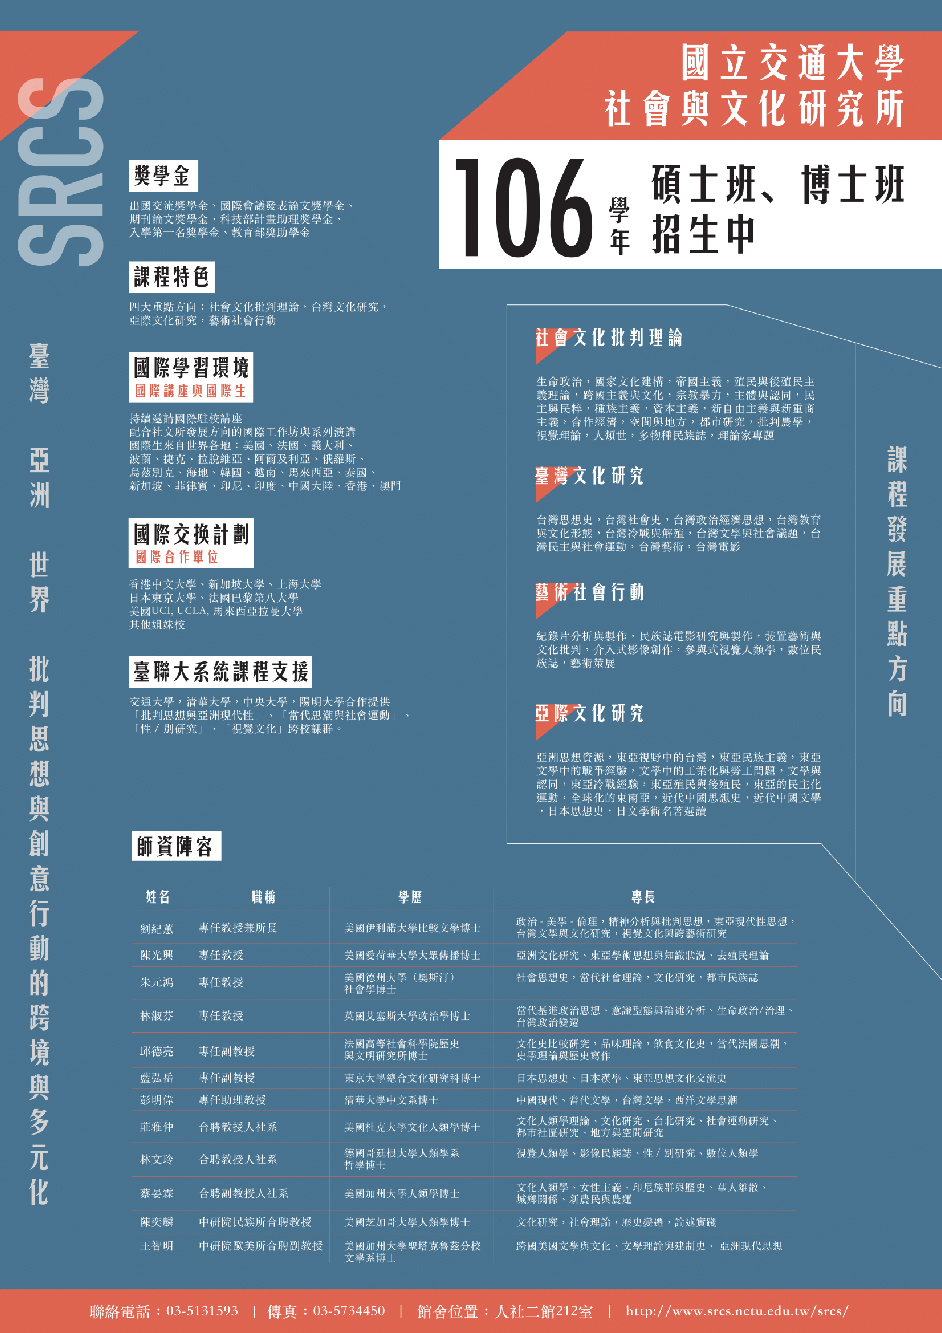 國立交通大學
社會與文化研究所
106
學年
碩士班、博士班
招生中
SRCS
臺灣 亞洲 世界 批判思想與創意行動的跨境與多元化
獎學金
出國交流獎學金、國際會議發表論文獎學金、
期刊論文獎學金、科技部計畫助理獎學金、
入學第一名獎學金、教育部獎助學金
課程特色
四大重點方向：社會文化批判理論，台灣文化研究，
亞際文化研究，藝術社會行動
國際學習環境
國際講座與國際生
持續邀請國際駐校講座
配合社文所發展方向的國際工作坊與系列演講
國際生來自世界各地：美國、法國、義大利、
波蘭、捷克、拉脫維亞、阿爾及利亞、俄羅斯、
烏茲別克、海地、韓國、越南、馬來西亞、泰國、
新加坡、菲律賓、印尼、印度、中國大陸、香港、澳門
國際交換計劃
國際合作單位
香港中文大學、新加坡大學、上海大學
日本東京大學、法國巴黎第八大學
美國UCI, UCLA, 馬來西亞拉曼大學
其他姐妹校
臺聯大系統課程支援
交通大學，清華大學，中央大學，陽明大學合作提供
「批判思想與亞洲現代性」、「當代思潮與社會運動」、
「性／別研究」、「視覺文化」跨校課群。
課程發展重點方向
社會文化批判理論
生命政治，國家文化建構，帝國主義，殖民與後殖民主
義理論，跨國主義與文化，宗教暴力，主體與認同，民
主與民粹，種族主義，資本主義，新自由主義與新重商
主義，合作經濟，空間與地方，都市研究，批判農學，
視覺理論，人類世，多物種民族誌，理論家專題
臺灣文化研究
台灣思想史，台灣社會史，台灣政治經濟思想，台灣教育
與文化形態，台灣冷戰與解殖，台灣文學與社會議題，台
灣民主與社會運動，台灣藝術，台灣電影
藝術社會行動
紀錄片分析與製作，民族誌電影研究與製作，裝置藝術與
文化批判，介入式影像創作，參與式視覺人類學，數位民
族誌，藝術策展
亞際文化研究
亞洲思想資源，東亞視野中的台灣，東亞民族主義，東亞
文學中的戰爭經驗，文學中的工業化與勞工問題，文學與
認同，東亞冷戰經驗，東亞殖民與後殖民，東亞的民主化
運動，全球化的東南亞，近代中國思想史，近代中國文學
，日本思想史，日文學術名著選讀
師資陣容
姓名 職稱 學歷 專長
劉紀蕙 專任教授兼所長 美國伊利諾大學比較文學博士 政治-美學-倫理，精神分析與批判思想，東亞現代性思想，
台灣文學與文化研究，視覺文化與跨藝術研究
陳光興 專任教授 美國愛荷華大學大眾傳播博士 亞洲文化研究、東亞學術思想與知識狀況、去殖民理論
朱元鴻 專任教授 美國德州大學（奧斯汀）
社會學博士 社會思想史，當代社會理論，文化研究，都市民族誌
林淑芬 專任教授 英國艾塞斯大學政治學博士 當代基進政治思想、意識型態與論述分析、生命政治/治理、
台灣政治變遷
邱德亮 專任副教授 法國高等社會科學院歷史
與文明研究所博士 文化史比較研究，品味理論，飲食文化史，當代法國思潮，
史學理論與歷史寫作
藍弘岳 專任副教授 東京大學總合文化研究科博士 日本思想史、日本漢學、東亞思想文化交流史
彭明偉 專任助理教授 清華大學中文系博士 中國現代、當代文學，台灣文學，西洋文學思潮
莊雅仲 合聘教授人社系 美國杜克大學文化人類學博士 文化人類學理論、文化研究、台北研究、社會運動研究、
都市社區研究、地方與空間研究
林文玲 合聘教授人社系 德國哥廷根大學人類學系
哲學博士 視覺人類學、影像民族誌、性／別研究、數位人類學
蔡晏霖 合聘副教授人社系 美國加州大學人類學博士 文化人類學、女性主義、印尼族群與歷史、華人離散、
城鄉關係、新農民與農運
陳奕麟 中研院民族所合聘教授 美國芝加哥大學人類學博士 文化研究，社會理論，歷史變遷，論述實踐
王智明 中研院歐美所合聘副教授 美國加州大學聖塔克魯茲分校
文學系博士 跨國美國文學與文化、文學理論與建制史、亞洲現代思想
聯絡電話：03-5131593 | 傳真：03-5734450 | 館舍位置：人社二館212室 | http://www.srcs.nctu.edu.tw/srcs/